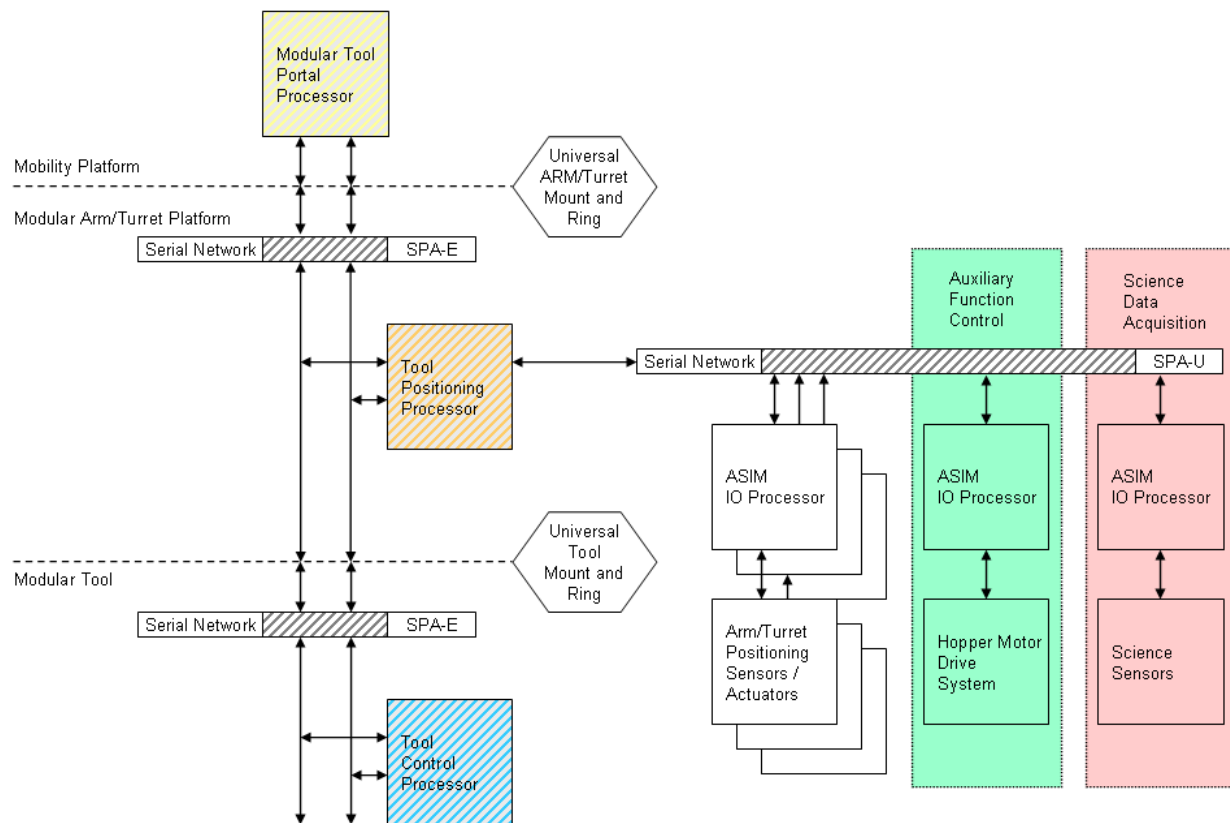 Modular Tool
Portal
Processor
Mobility Platform
Universal
ARM/Turret
Mount and
Ring
Modular Arm/Turret Platform
Serial Network
SPA-E
Auxiliary
Function
Control
Science
Data
Acquisition
Tool
Positioning
Processor
Serial Network
SPA-U
ASIM
IO Processor
ASIM
IO Processor
ASIM
IO Processor
Universal
Tool
Mount and
Ring
Modular Tool
Serial Network
SPA-E
Arm/Turret
Positioning
Sensors /
Actuators
Hopper Motor
Drive
System
Science
Sensors
Tool
Control
Processor